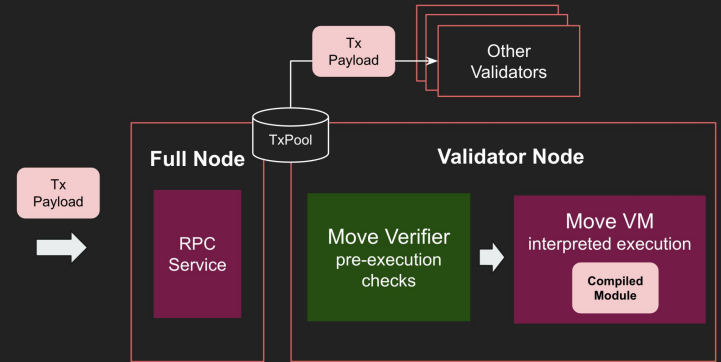 Tx
Payload
Other
Validators
TxPool
Full Node
Validator Node
Tx
Payload
RPC
Service
Move Verifier
pre-execution
checks
Move VM
interpreted execution
Compiled
Module